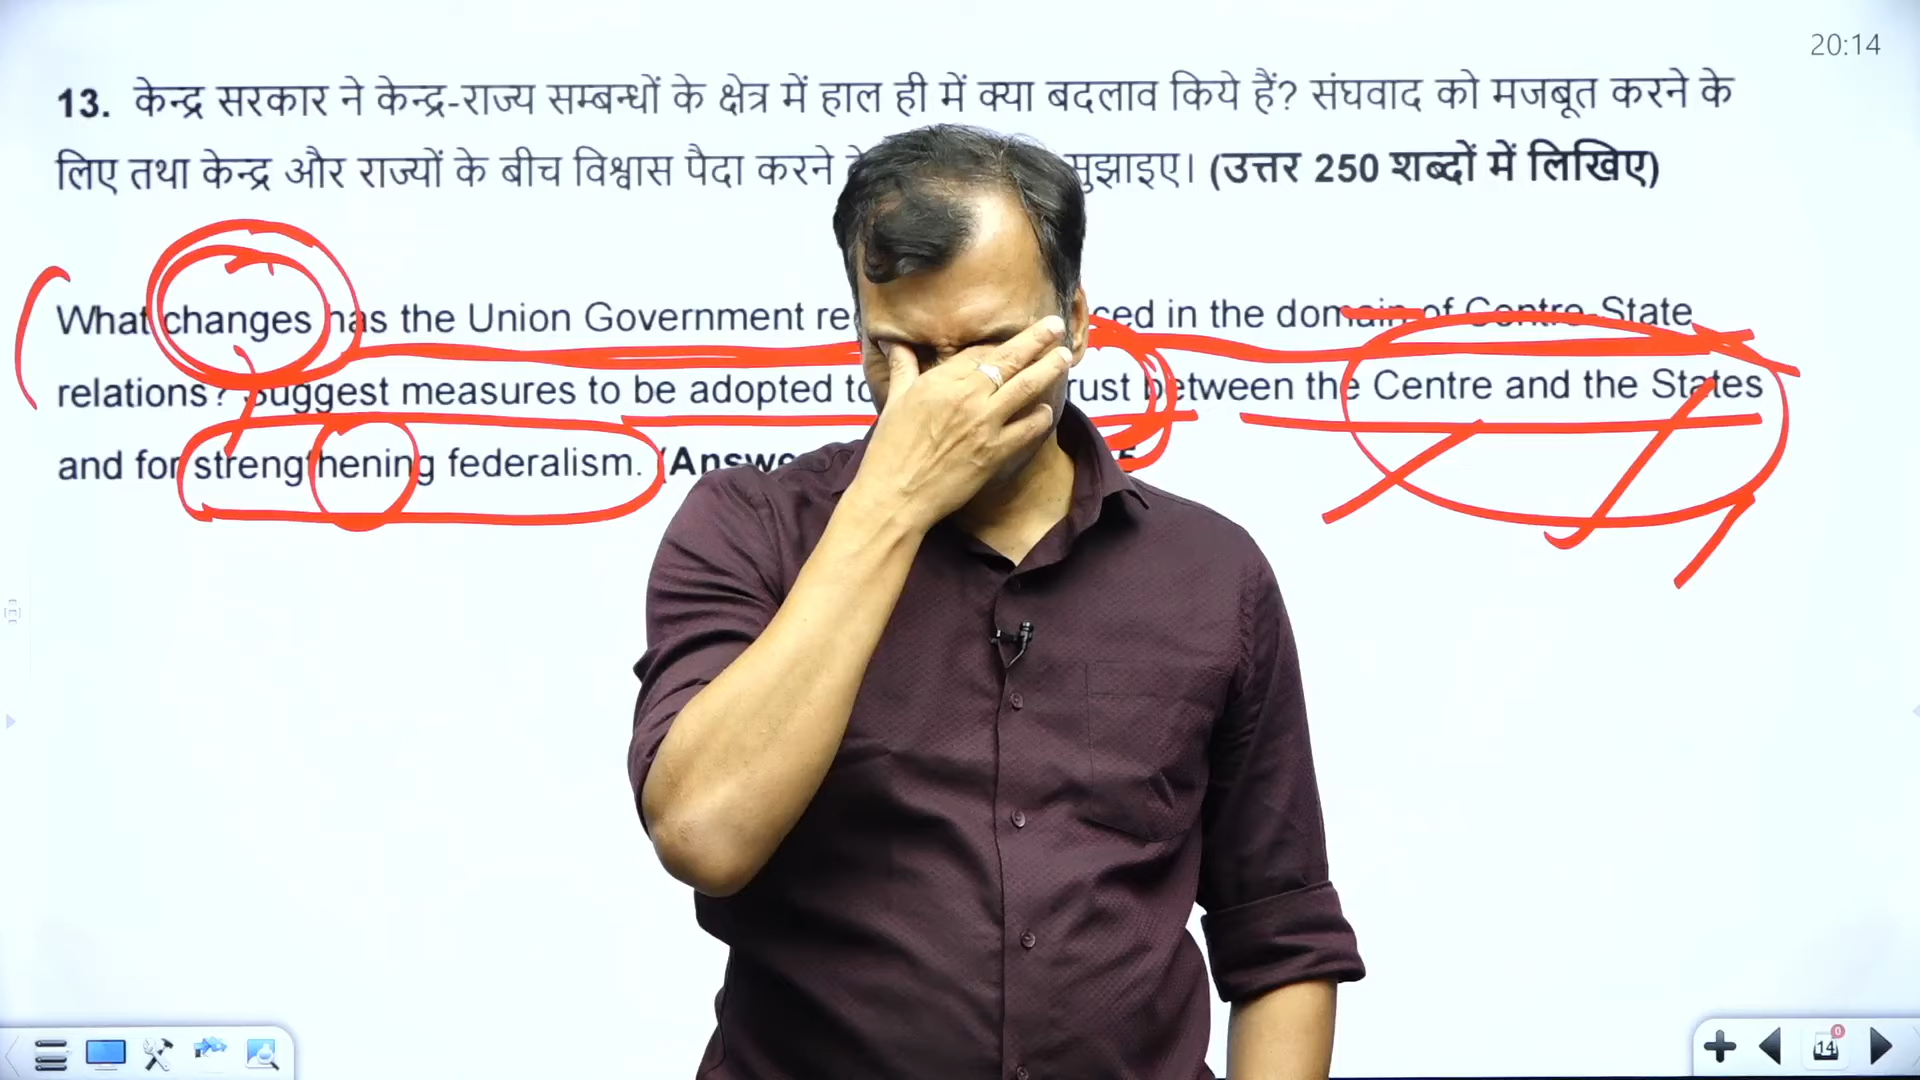 20:14
13. केन्द्र सरकार ने केन्द्र-राज्य सम्बन्धों के क्षेत्र में हाल ही में क्या बदलाव किये हैं? संघवाद को मजबूत करने के
लिए तथा केन्द्र और राज्यों के बीच विश्वास पैदा करने सुझाइए। (उत्तर 250 शब्दों में लिखिए)
What changes has the Union Government in the domain of Centre-State
relations? Suggest measures to be adopted to between the Centre and the States
and for strengthening federalism.
14
0